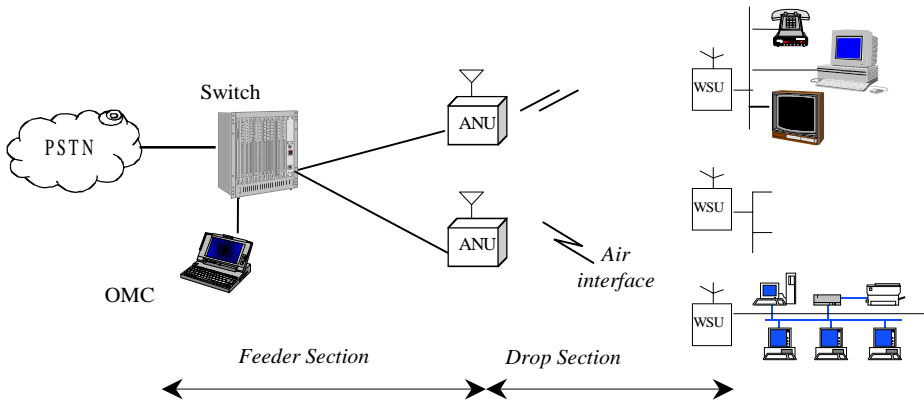 Switch
PSTN
OMC
ANU
ANU
Air
interface
WSU
WSU
WSU
Feeder Section
Drop Section